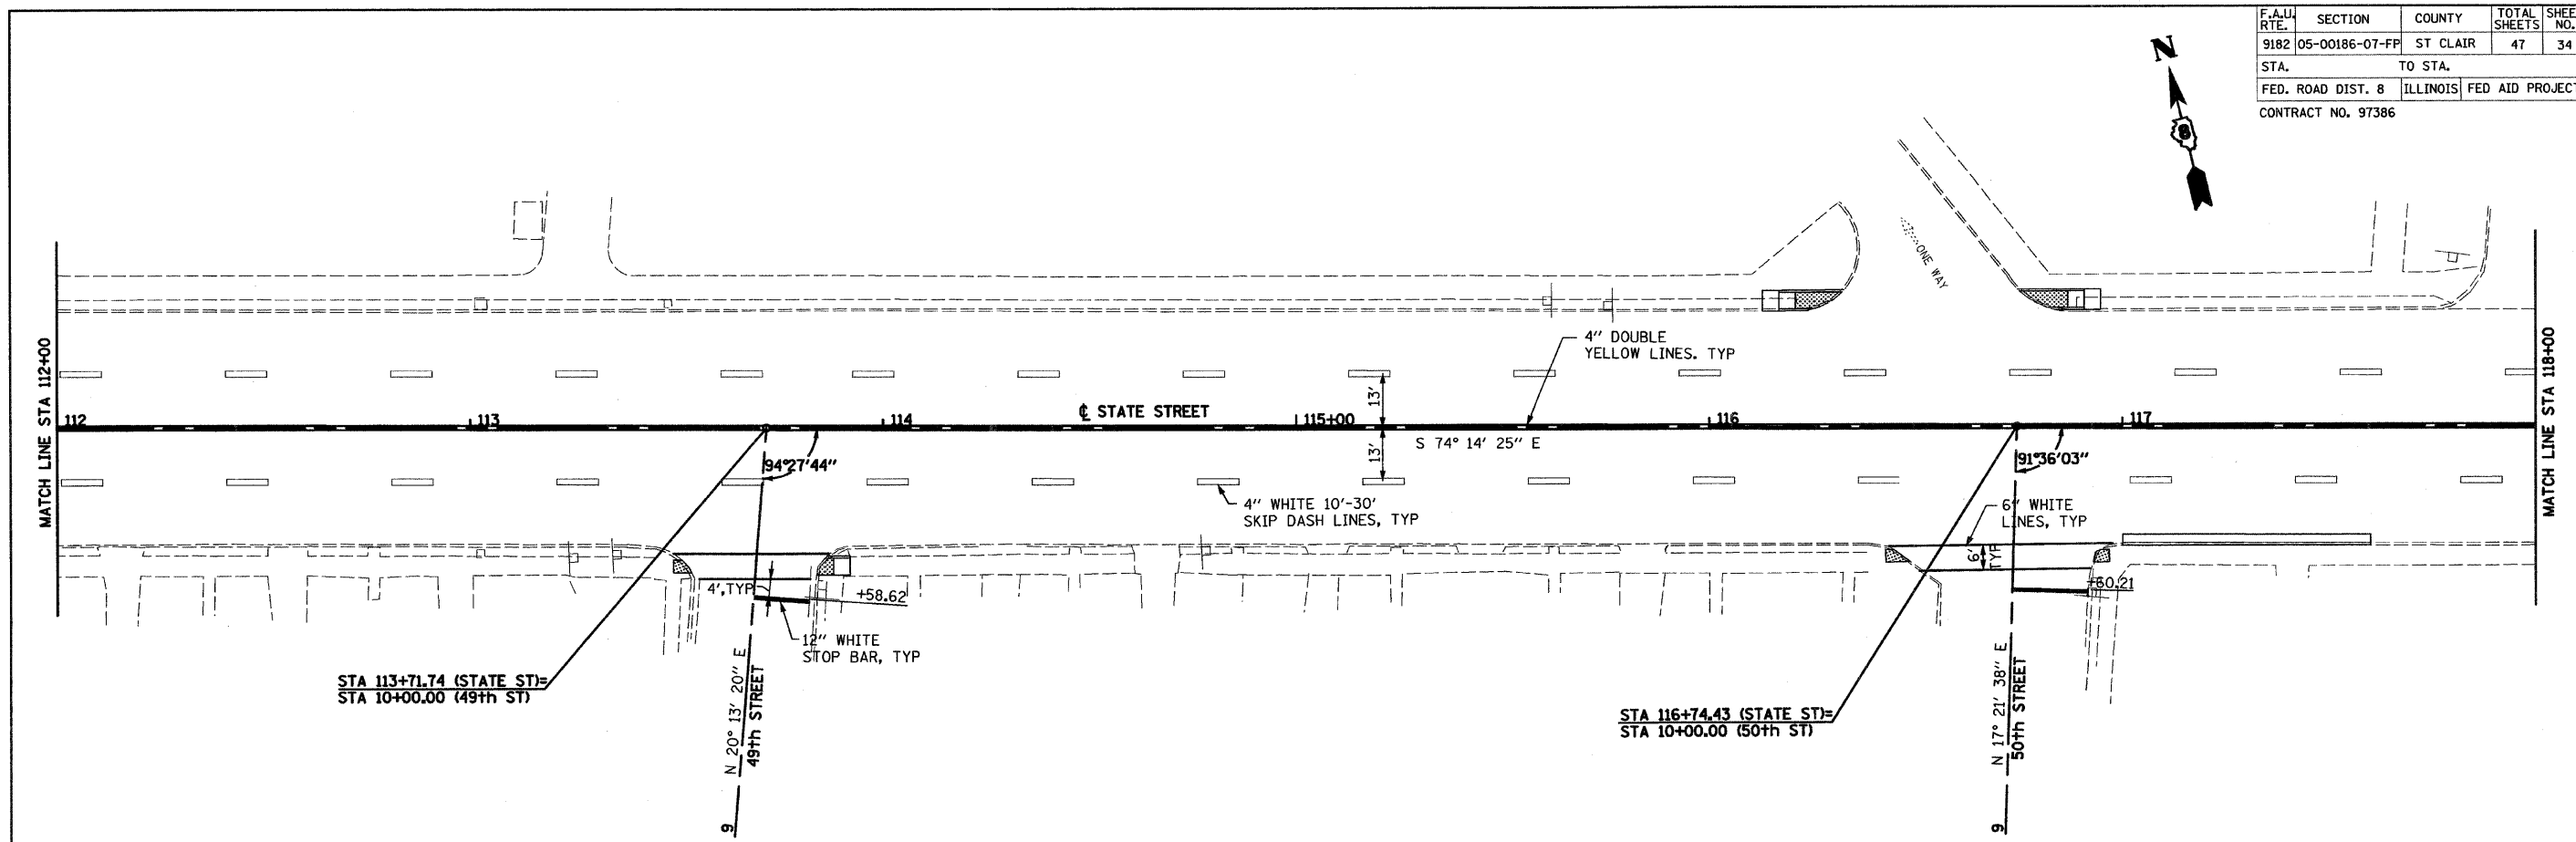 F.A.U. RTE. SECTION COUNTY TOTAL SHEETS SHEE NO.
9182 05-00186-07-FP ST CLAIR 47 34
STA. TO STA.
FED. ROAD DIST. 8 ILLINOIS FED AID PROJECT
CONTRACT NO. 97386
N
8
ONE WAY
4" DOUBLE
YELLOW LINES. TYP
MATCH LINE STA 112+00
MATCH LINE STA 118+00
13'
112
113
114
℄ STATE STREET
115+00
116
117
S 74° 14' 25" E
13'
94°27'44"
91°36'03"
4" WHITE 10'-30'
SKIP DASH LINES, TYP
6" WHITE
LINES, TYP
6'
TYP
4', TYP
+58.62
+60.21
12" WHITE
STOP BAR, TYP
STA 113+71.74 (STATE ST)=
STA 10+00.00 (49th ST)
N 20° 13' 20" E
49th STREET
STA 116+74.43 (STATE ST)=
STA 10+00.00 (50th ST)
N 17° 21' 38" E
50th STREET
9
9